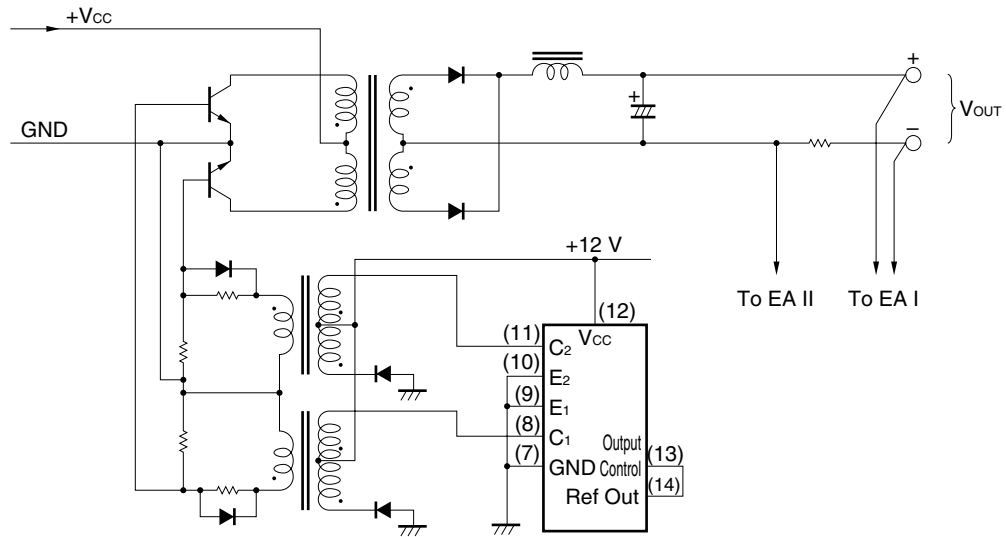 +VCC
+
+
VOUT
GND
−
+12 V
To EA II
To EA I
(12)
VCC
(11)
C2
(10)
E2
(9)
E1
(8)
C1
Output
(7)
GND
Control
(13)
Ref Out
(14)